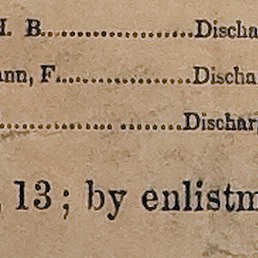 H. B..............................Discha
ann, F...........................Discha
..................................Discharg
, 13; by enlistm